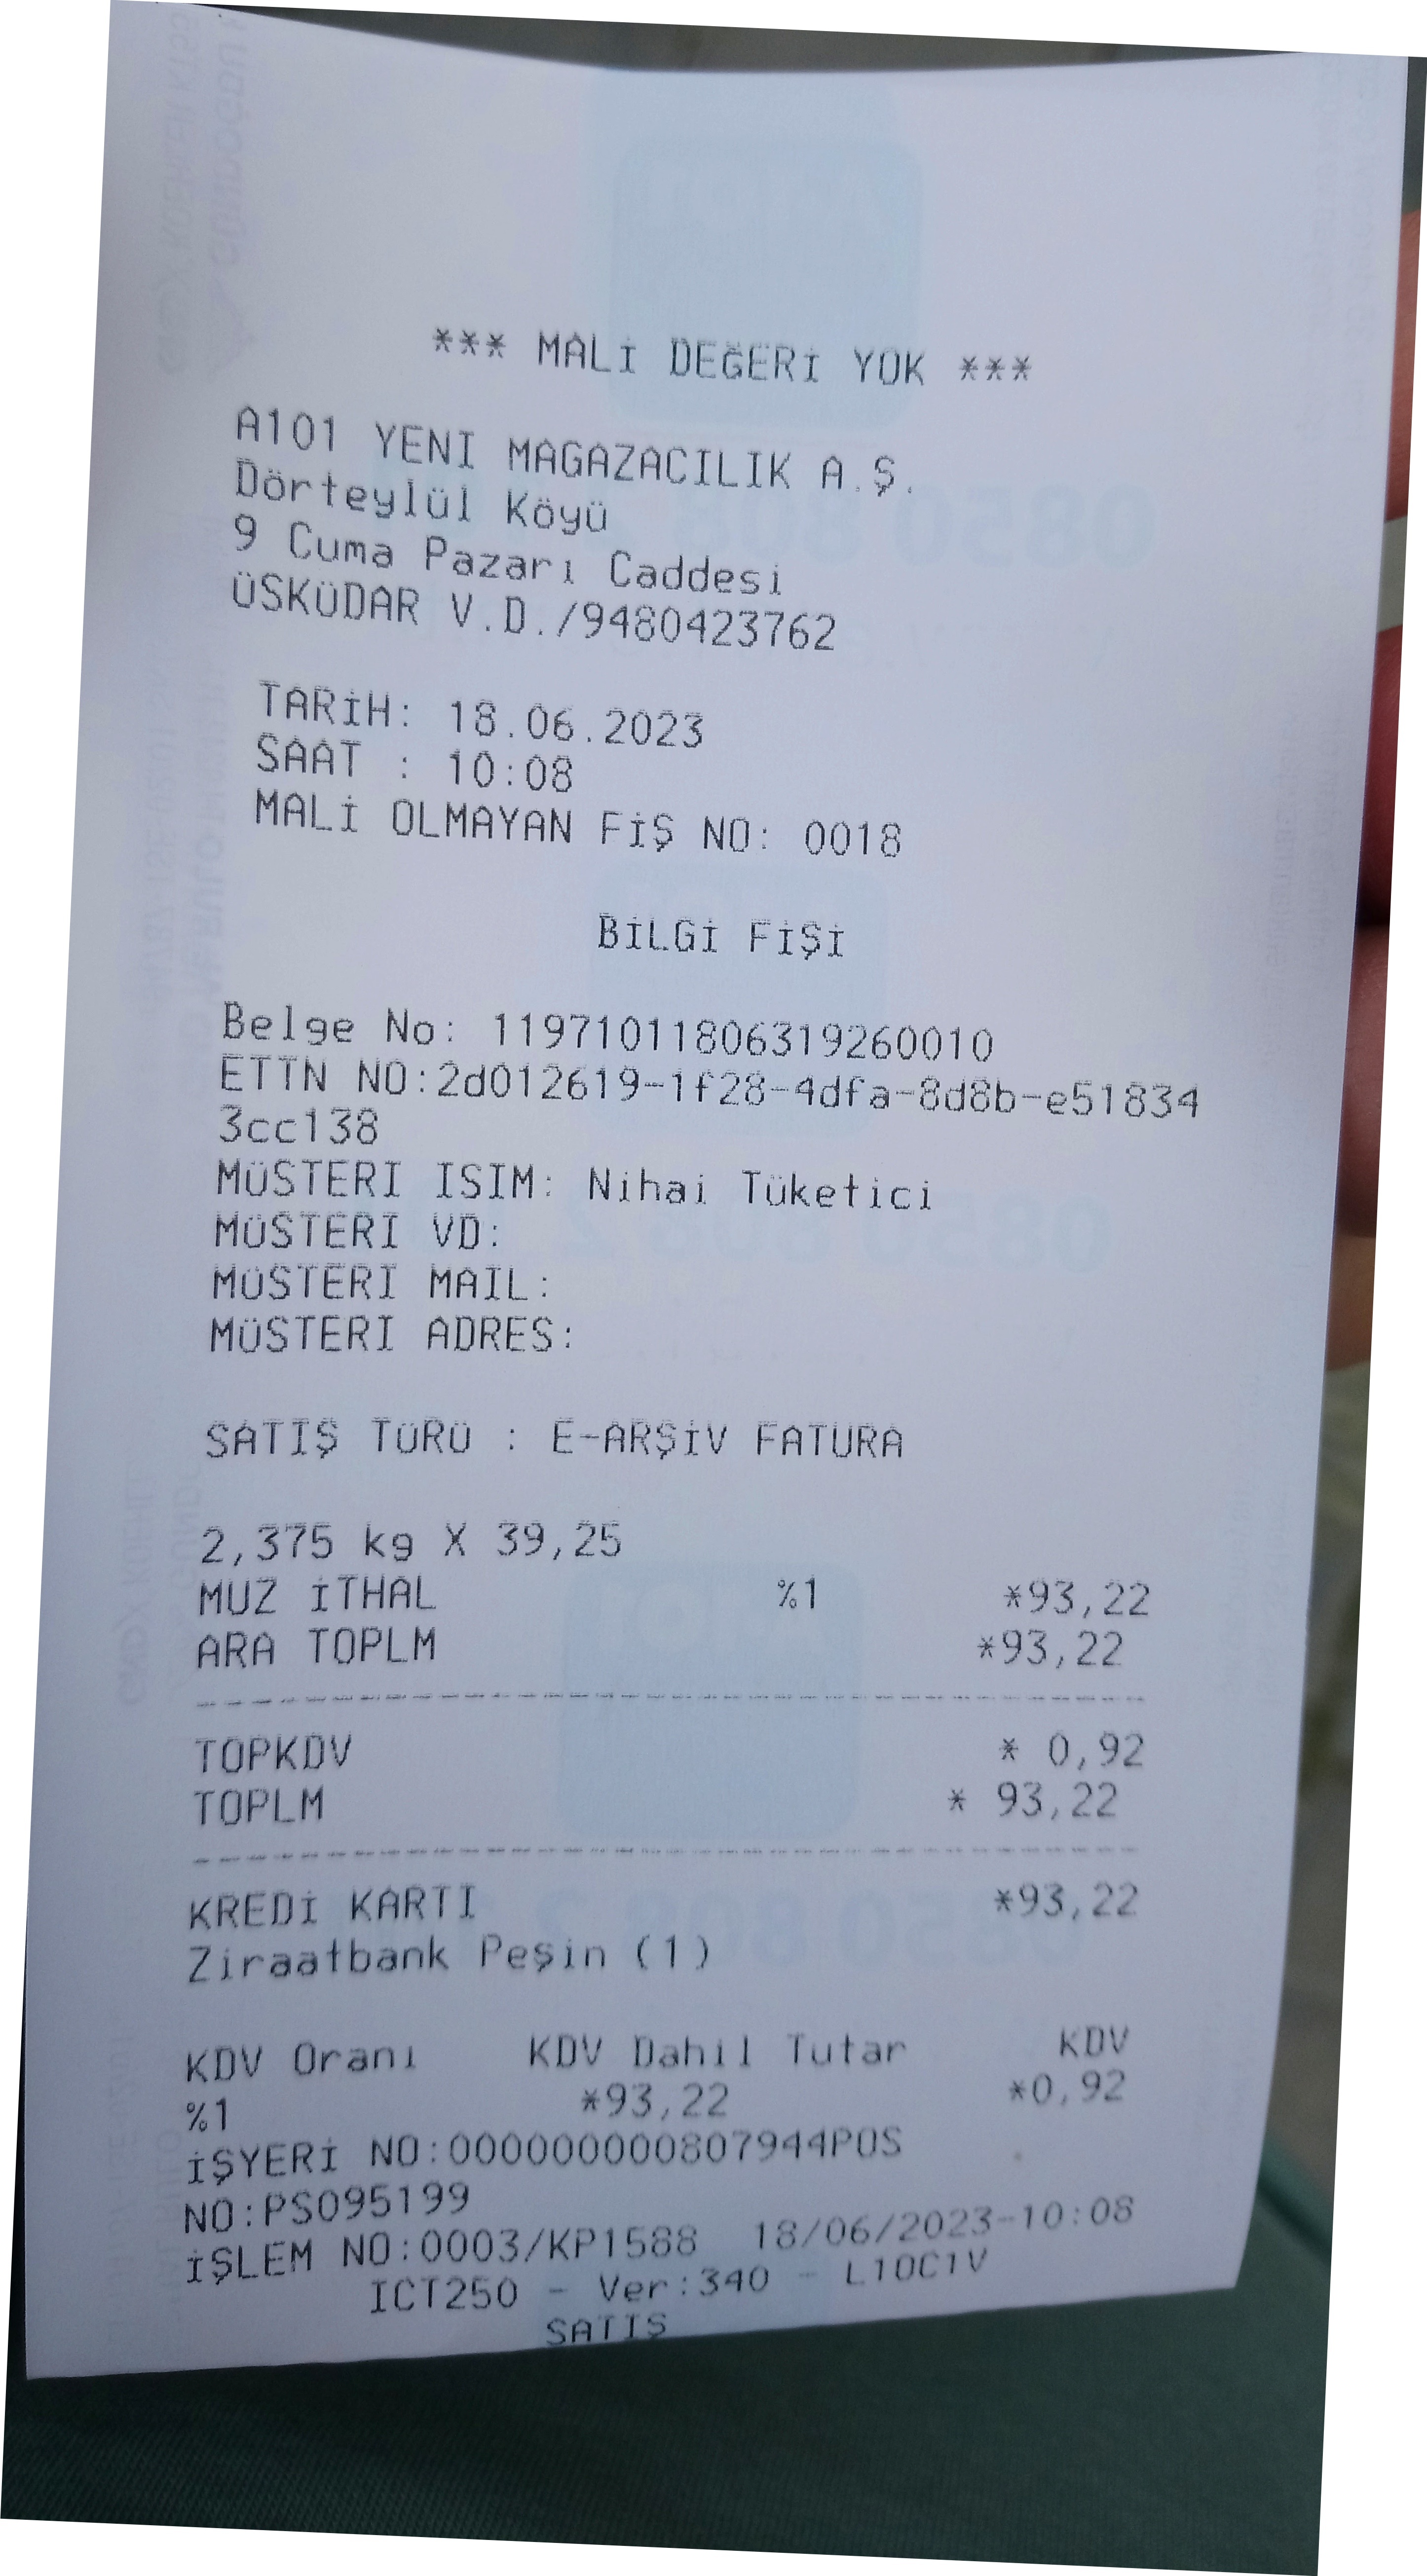 *** MALİ DEĞERİ YOK ***
A101 YENI MAGAZACILIK A.Ş.
Dörteylül Köyü
9 Cuma Pazarı Caddesi
ÜSKÜDAR V.D./9480423762
TARİH: 18.06.2023
SAAT : 10:08
MALİ OLMAYAN FİŞ NO: 0018
BİLGİ FİŞİ
Belge No: 11971011806319260010
ETTN NO:2d012619-1f28-4dfa-8d8b-e51834
3cc138
MÜSTERI ISIM: Nihai Tüketici
MÜSTERI VD:
MÜSTERI MAIL:
MÜSTERI ADRES:
SATIŞ TÜRÜ : E-ARŞİV FATURA
2,375 kg X 39,25
MUZ İTHAL %1 *93,22
ARA TOPLM *93,22
TOPKDV * 0,92
TOPLM * 93,22
KREDİ KARTI *93,22
Ziraatbank Peşin (1)
KDV Oranı KDV Dahil Tutar KDV
%1 *93,22 *0,92
İŞYERİ NO:000000000807944POS
NO:PS095199
İŞLEM NO:0003/KP1588 18/06/2023-10:08
ICT250 - Ver:340 - L10C1V
SATIŞ